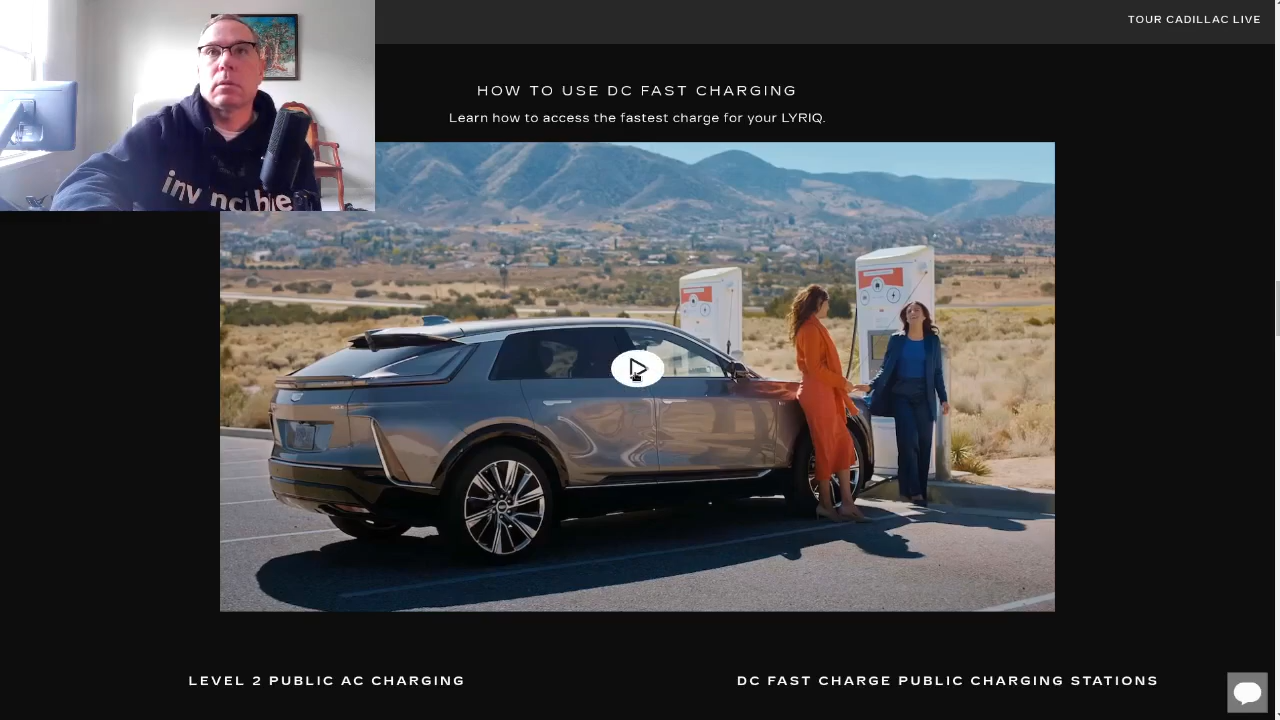 TOUR CADILLAC LIVE
HOW TO USE DC FAST CHARGING
Learn how to access the fastest charge for your LYRIQ.
LEVEL 2 PUBLIC AC CHARGING
DC FAST CHARGE PUBLIC CHARGING STATIONS